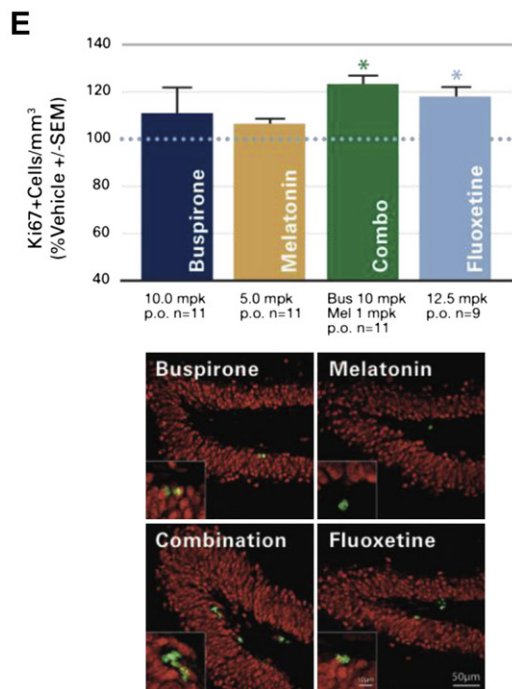 E
140
120
100
80
60
40
Ki67+Cells/mm³
(%Vehicle +/-SEM)
*
*
Buspirone
Melatonin
Combo
Fluoxetine
10.0 mpk
p.o. n=11
5.0 mpk
p.o. n=11
Bus 10 mpk
Mel 1 mpk
p.o. n=11
12.5 mpk
p.o. n=9
Buspirone
Melatonin
Combination
Fluoxetine
50µm